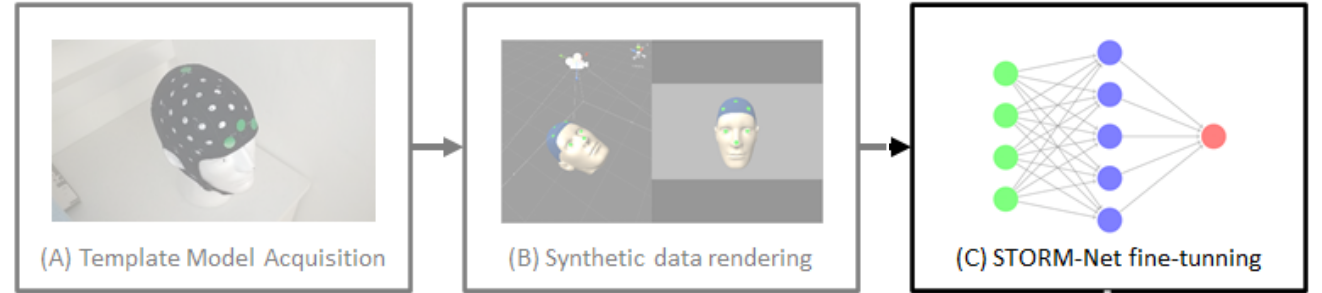 (A) Template Model Acquisition
(B) Synthetic data rendering
(C) STORM-Net fine-tunning